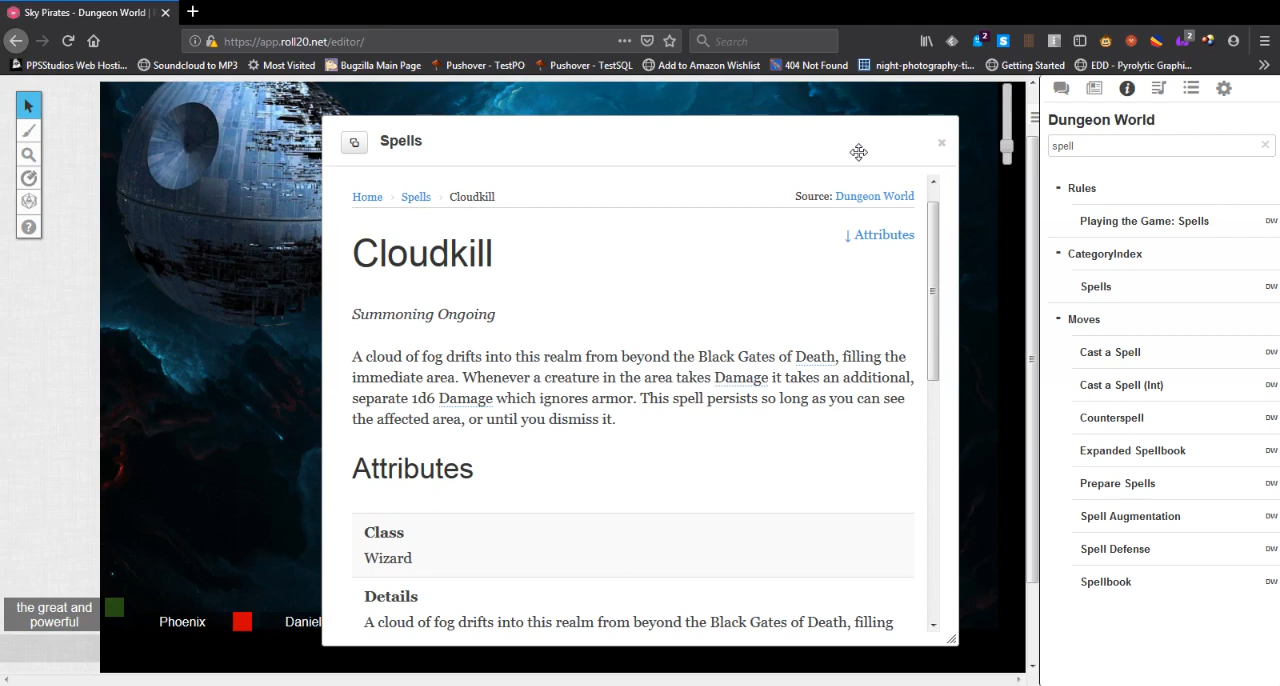 Sky Pirates - Dungeon World |
https://app.roll20.net/editor/
Search
2
2
PPSStudios Web Hosti...
Soundcloud to MP3
Most Visited
Bugzilla Main Page
Pushover - TestPO
Pushover - TestSQL
Add to Amazon Wishlist
404 Not Found
night-photography-ti...
Getting Started
EDD - Pyrolytic Graphi...
Spells
Home › Spells › Cloudkill
Source: Dungeon World
↓ Attributes
Cloudkill
Summoning Ongoing
A cloud of fog drifts into this realm from beyond the Black Gates of Death, filling the
immediate area. Whenever a creature in the area takes Damage it takes an additional,
separate 1d6 Damage which ignores armor. This spell persists so long as you can see
the affected area, or until you dismiss it.
Attributes
Class
Wizard
Details
A cloud of fog drifts into this realm from beyond the Black Gates of Death, filling
the great and
powerful
Phoenix
Daniel
Dungeon World
spell
Rules
Playing the Game: Spells DW
CategoryIndex
Spells DW
Moves
Cast a Spell DW
Cast a Spell (Int) DW
Counterspell DW
Expanded Spellbook DW
Prepare Spells DW
Spell Augmentation DW
Spell Defense DW
Spellbook DW